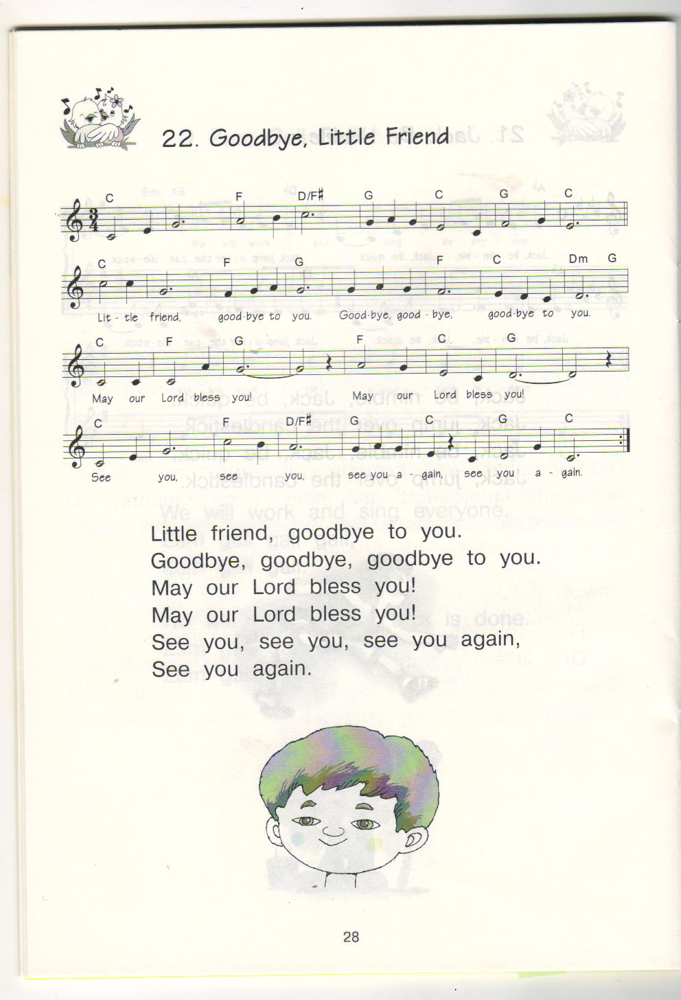 22. Goodbye, Little Friend
C F D/F# G C G C
C F G F C Dm G
Lit - tle friend, good-bye to you. Good-bye, good - bye, good-bye to you.
C F G F C G
May our Lord bless you! May our Lord bless you!
C F D/F# G C G C
See you, see you, see you a - gain, see you a - gain.
Little friend, goodbye to you.
Goodbye, goodbye, goodbye to you.
May our Lord bless you!
May our Lord bless you!
See you, see you, see you again,
See you again.
28